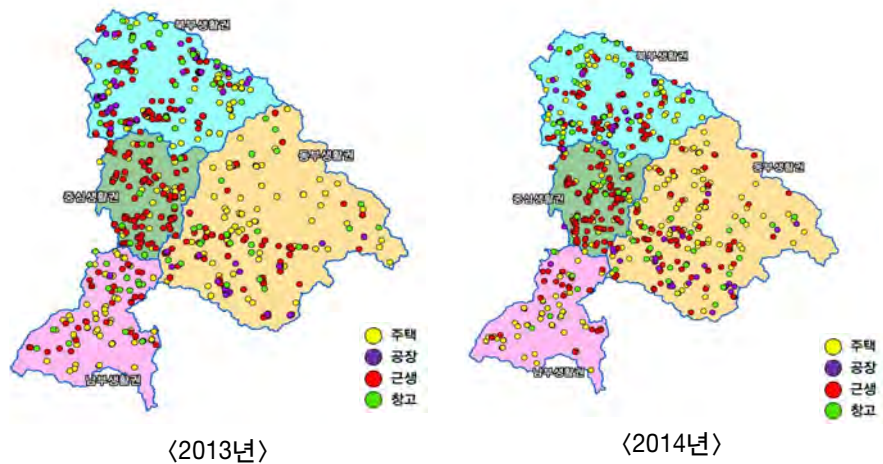 북부생활권
동부생활권
중심생활권
남부생활권
주택
공장
근생
창고
〈2013년〉
북부생활권
동부생활권
중심생활권
남부생활권
주택
공장
근생
창고
〈2014년〉